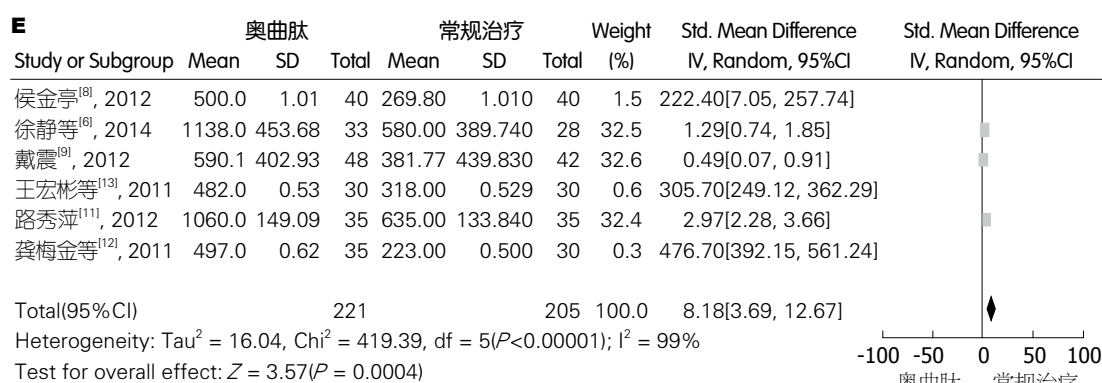 E 奥曲肽 常规治疗 Weight Std. Mean Difference Std. Mean Difference
Study or Subgroup Mean SD Total Mean SD Total (%) IV, Random, 95%CI IV, Random, 95%CI
侯金亭[8], 2012 500.0 1.01 40 269.80 1.010 40 1.5 222.40[7.05, 257.74]
徐静等[6], 2014 1138.0 453.68 33 580.00 389.740 28 32.5 1.29[0.74, 1.85]
戴震[9], 2012 590.1 402.93 48 381.77 439.830 42 32.6 0.49[0.07, 0.91]
王宏彬等[13], 2011 482.0 0.53 30 318.00 0.529 30 0.6 305.70[249.12, 362.29]
路秀萍[11], 2012 1060.0 149.09 35 635.00 133.840 35 32.4 2.97[2.28, 3.66]
龚梅金等[12], 2011 497.0 0.62 35 223.00 0.500 30 0.3 476.70[392.15, 561.24]
Total(95%CI) 221 205 100.0 8.18[3.69, 12.67]
Heterogeneity: Tau² = 16.04, Chi² = 419.39, df = 5(P<0.00001); I² = 99%
Test for overall effect: Z = 3.57(P = 0.0004)
-100 -50 0 50 100
奥曲肽 常规治疗